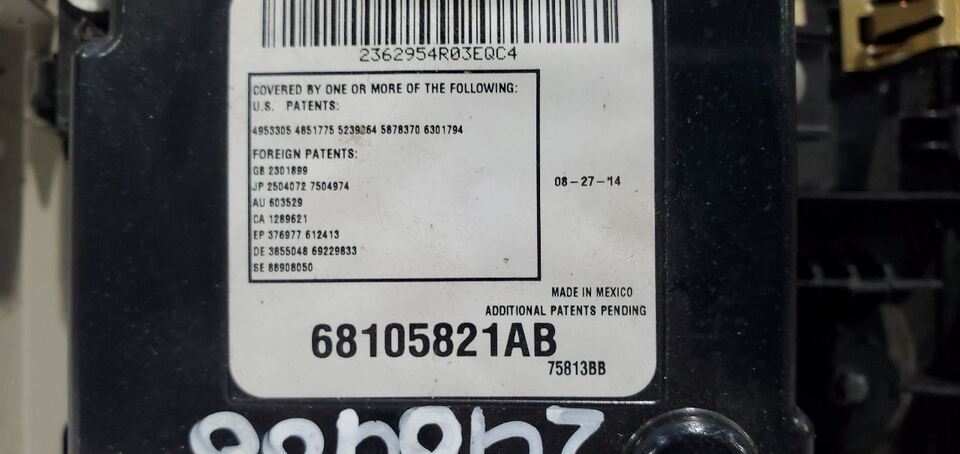 2362954R03EQC4
COVERED BY ONE OR MORE OF THE FOLLOWING:
U.S. PATENTS:
4953305 4851775 5239264 5878370 6301794
FOREIGN PATENTS:
GB 2301899
JP 2504072 7504974
AU 603529
CA 1289621
EP 376977 612413
DE 3855048 69229833
SE 88908050
08-27-14
MADE IN MEXICO
ADDITIONAL PATENTS PENDING
68105821AB
75813BB